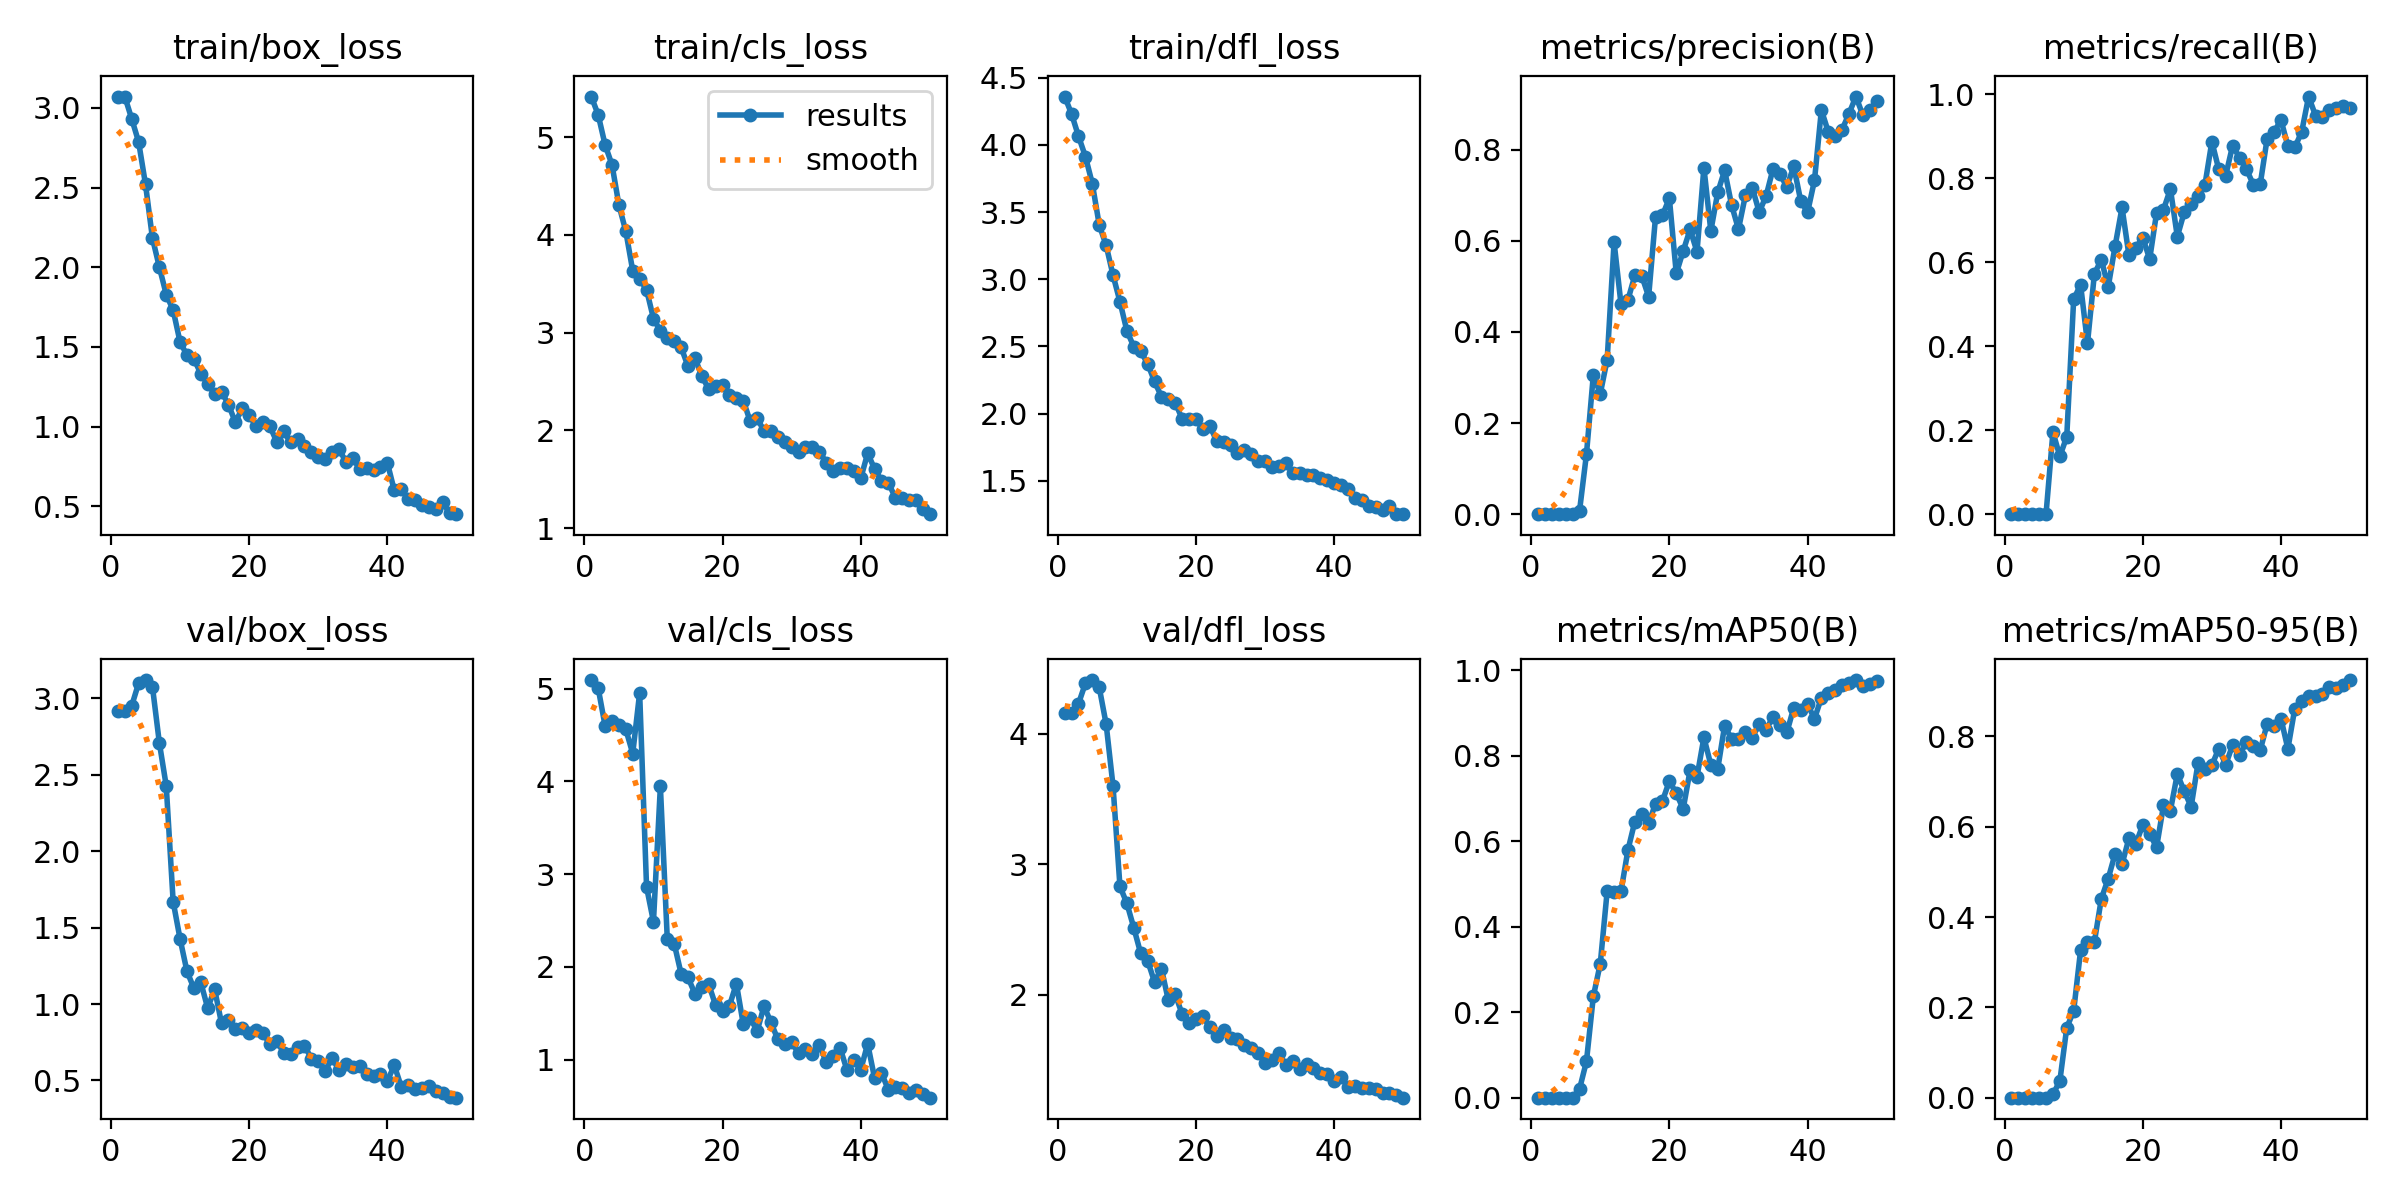 train/box_loss
3.0
2.5
2.0
1.5
1.0
0.5
0 20 40
train/cls_loss
results
smooth
5
4
3
2
1
0 20 40
train/dfl_loss
4.5
4.0
3.5
3.0
2.5
2.0
1.5
0 20 40
metrics/precision(B)
0.8
0.6
0.4
0.2
0.0
0 20 40
metrics/recall(B)
1.0
0.8
0.6
0.4
0.2
0.0
0 20 40
val/box_loss
3.0
2.5
2.0
1.5
1.0
0.5
0 20 40
val/cls_loss
5
4
3
2
1
0 20 40
val/dfl_loss
4
3
2
0 20 40
metrics/mAP50(B)
1.0
0.8
0.6
0.4
0.2
0.0
0 20 40
metrics/mAP50-95(B)
0.8
0.6
0.4
0.2
0.0
0 20 40